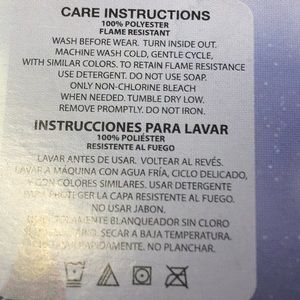 CARE INSTRUCTIONS
100% POLYESTER
FLAME RESISTANT
WASH BEFORE WEAR. TURN INSIDE OUT.
MACHINE WASH COLD, GENTLE CYCLE,
WITH SIMILAR COLORS. TO RETAIN FLAME RESISTANCE
USE DETERGENT. DO NOT USE SOAP.
ONLY NON-CHLORINE BLEACH
WHEN NEEDED. TUMBLE DRY LOW.
REMOVE PROMPTLY. DO NOT IRON.
INSTRUCCIONES PARA LAVAR
100% POLIÉSTER
RESISTENTE AL FUEGO
LAVAR ANTES DE USAR. VOLTEAR AL REVÉS.
LAVAR A MÁQUINA CON AGUA FRÍA, CICLO DELICADO,
Y CON COLORES SIMILARES. USAR DETERGENTE
PARA PROTEGER LA CAPA RESISTENTE AL FUEGO.
NO USAR JABON.
BLANQUEADOR SIN CLORO
SECAR A BAJA TEMPERATURA.
RAPIDAMENTE. NO PLANCHAR.